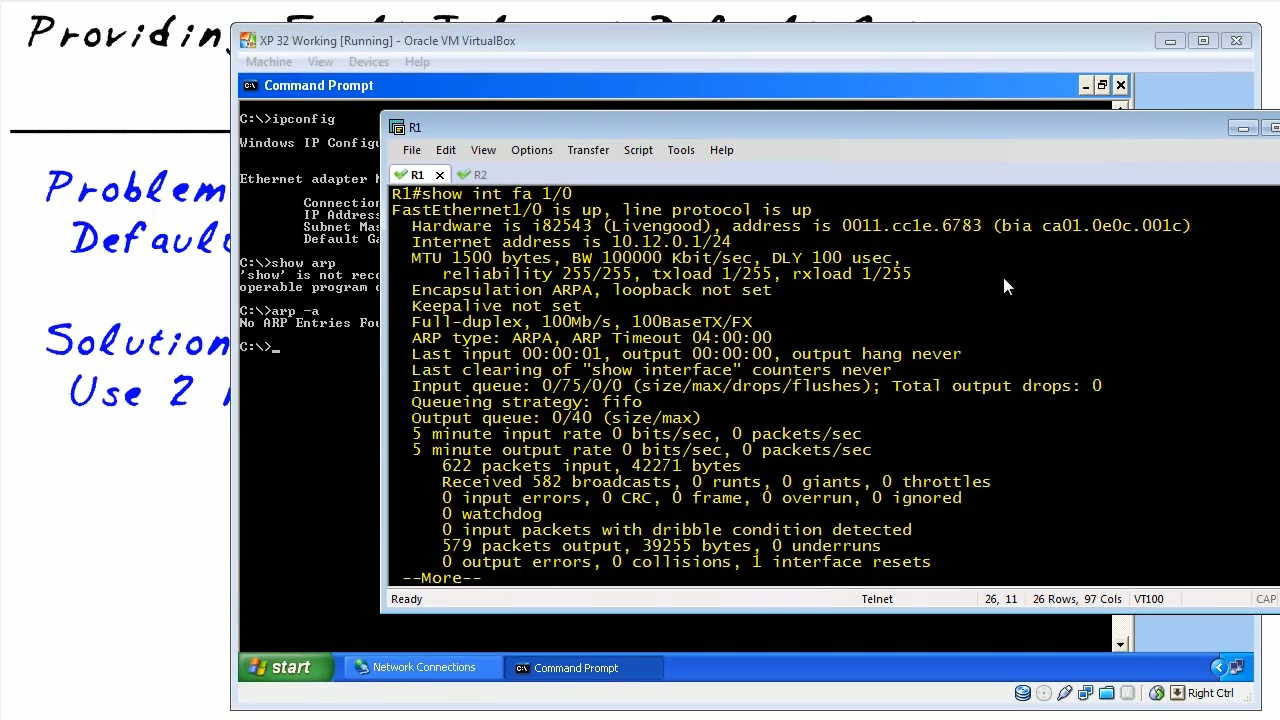 Providing
XP 32 Working [Running] - Oracle VM VirtualBox
Machine View Devices Help
Command Prompt
C:\>ipconfig
Windows IP Configu
Ethernet adapter
Connection
IP Address
Subnet Mas
Default Ga
C:\>show arp
'show' is not reco
operable program o
C:\>arp -a
No ARP Entries Fou
C:\>_
Problem
Default
Solution
Use 2
R1
File Edit View Options Transfer Script Tools Help
R1 R2
R1#show int fa 1/0
FastEthernet1/0 is up, line protocol is up
Hardware is i82543 (Livengood), address is 0011.cc1e.6783 (bia ca01.0e0c.001c)
Internet address is 10.12.0.1/24
MTU 1500 bytes, BW 100000 Kbit/sec, DLY 100 usec,
reliability 255/255, txload 1/255, rxload 1/255
Encapsulation ARPA, loopback not set
Keepalive not set
Full-duplex, 100Mb/s, 100BaseTX/FX
ARP type: ARPA, ARP Timeout 04:00:00
Last input 00:00:01, output 00:00:00, output hang never
Last clearing of "show interface" counters never
Input queue: 0/75/0/0 (size/max/drops/flushes); Total output drops: 0
Queueing strategy: fifo
Output queue: 0/40 (size/max)
5 minute input rate 0 bits/sec, 0 packets/sec
5 minute output rate 0 bits/sec, 0 packets/sec
622 packets input, 42271 bytes
Received 582 broadcasts, 0 runts, 0 giants, 0 throttles
0 input errors, 0 CRC, 0 frame, 0 overrun, 0 ignored
0 watchdog
0 input packets with dribble condition detected
579 packets output, 39255 bytes, 0 underruns
0 output errors, 0 collisions, 1 interface resets
--More--
Ready Telnet 26, 11 26 Rows, 97 Cols VT100 CAP
start Network Connections Command Prompt
Right Ctrl